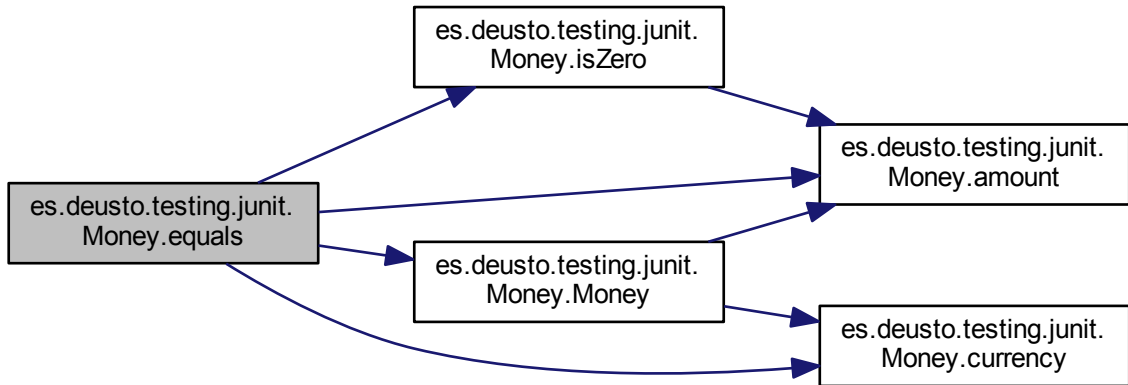 es.deusto.testing.junit.
Money.equals
es.deusto.testing.junit.
Money.isZero
es.deusto.testing.junit.
Money.Money
es.deusto.testing.junit.
Money.amount
es.deusto.testing.junit.
Money.currency